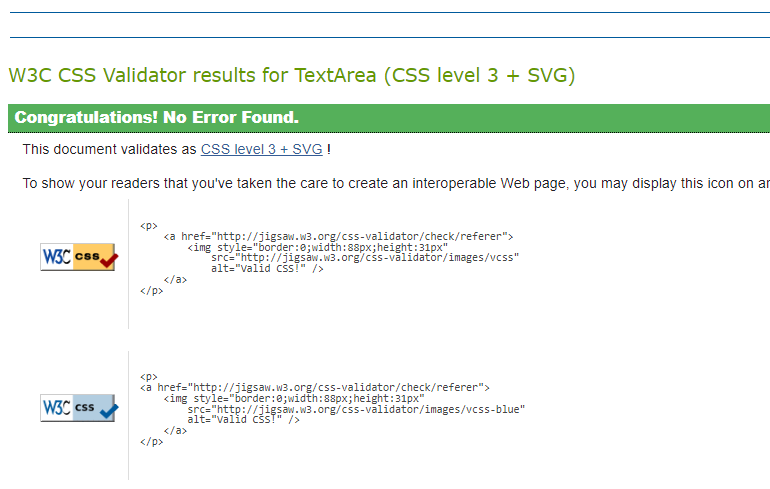 W3C CSS Validator results for TextArea (CSS level 3 + SVG)
Congratulations! No Error Found.
This document validates as CSS level 3 + SVG !
To show your readers that you've taken the care to create an interoperable Web page, you may display this icon on
<p>
<a href="http://jigsaw.w3.org/css-validator/check/referer">
<img style="border:0;width:88px;height:31px"
src="http://jigsaw.w3.org/css-validator/images/vcss"
alt="Valid CSS!" />
</a>
</p>
W3C css
<p>
<a href="http://jigsaw.w3.org/css-validator/check/referer">
<img style="border:0;width:88px;height:31px"
src="http://jigsaw.w3.org/css-validator/images/vcss-blue"
alt="Valid CSS!" />
</a>
</p>
W3C css